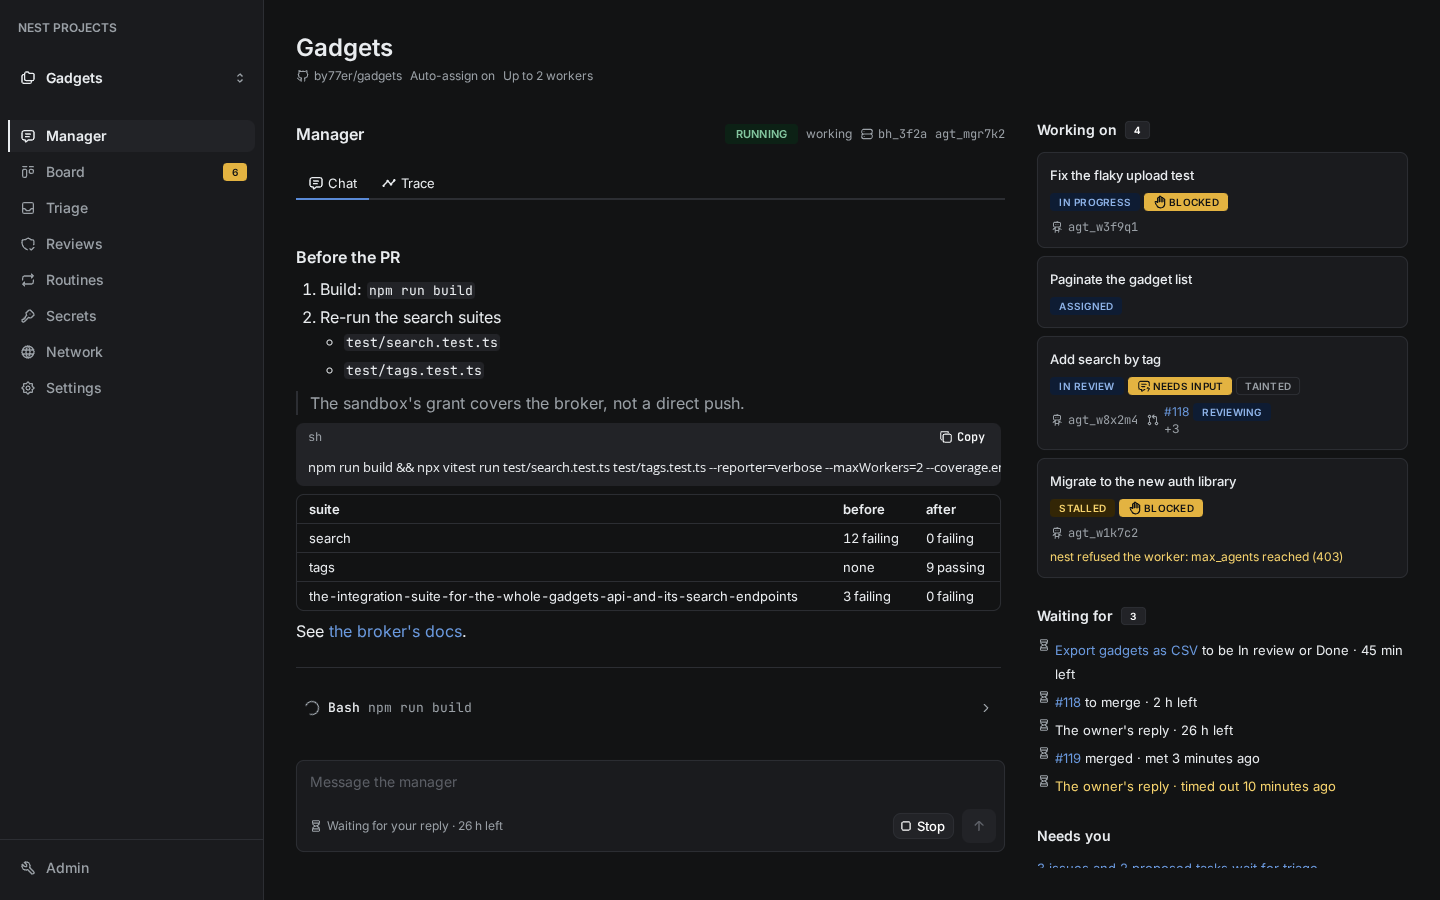 NEST PROJECTS
Gadgets
Manager
Board 6
Triage
Reviews
Routines
Secrets
Network
Settings
Admin
Gadgets
by77er/gadgets Auto-assign on Up to 2 workers
Manager RUNNING working bh_3f2a agt_mgr7k2
Chat Trace
Before the PR
1. Build: npm run build
2. Re-run the search suites
test/search.test.ts
test/tags.test.ts
The sandbox's grant covers the broker, not a direct push.
sh Copy
npm run build && npx vitest run test/search.test.ts test/tags.test.ts --reporter=verbose --maxWorkers=2 --coverage.en
suite before after
search 12 failing 0 failing
tags none 9 passing
the-integration-suite-for-the-whole-gadgets-api-and-its-search-endpoints 3 failing 0 failing
See the broker's docs.
Bash npm run build
Message the manager
Waiting for your reply · 26 h left Stop
Working on 4
Fix the flaky upload test
IN PROGRESS BLOCKED
agt_w3f9q1
Paginate the gadget list
ASSIGNED
Add search by tag
IN REVIEW NEEDS INPUT TAINTED
agt_w8x2m4 #118 REVIEWING
+3
Migrate to the new auth library
STALLED BLOCKED
agt_w1k7c2
nest refused the worker: max_agents reached (403)
Waiting for 3
Export gadgets as CSV to be In review or Done · 45 min
left
#118 to merge · 2 h left
The owner's reply · 26 h left
#119 merged · met 3 minutes ago
The owner's reply · timed out 10 minutes ago
Needs you
3 issues and 2 proposed tasks wait for triage